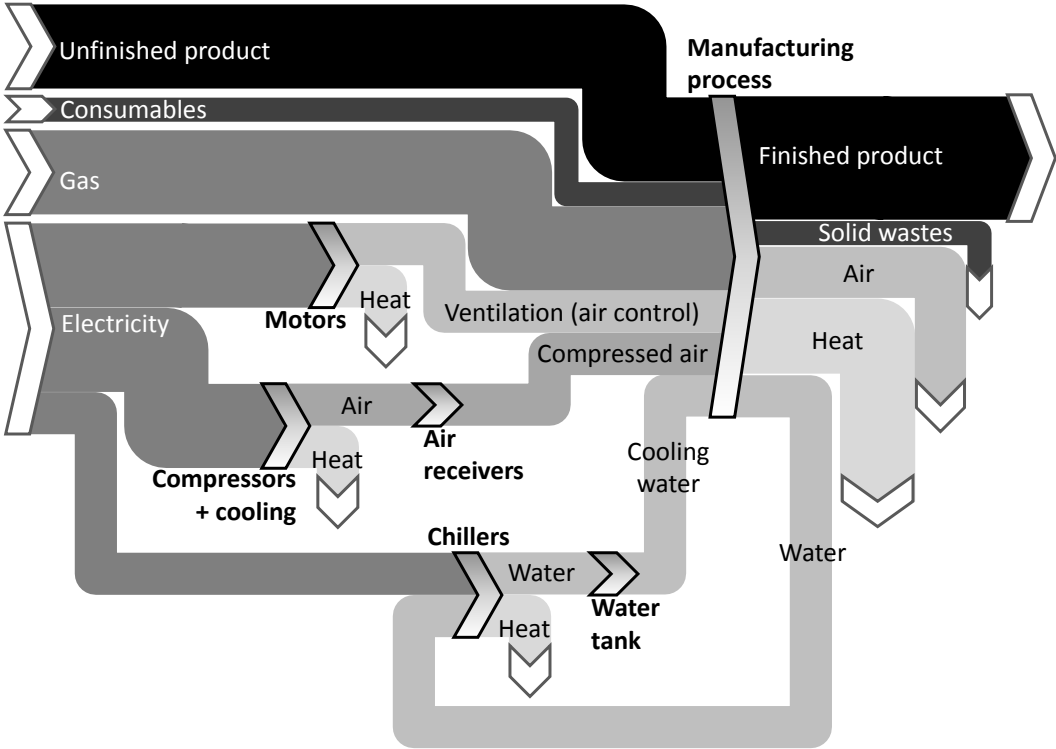 Unfinished product
Manufacturing
process
Consumables
Finished product
Gas
Solid wastes
Air
Heat
Ventilation (air control)
Motors
Electricity
Heat
Compressed air
Air
Air
receivers
Heat
Compressors
+ cooling
Cooling
water
Chillers
Water
Water
Water
tank
Heat